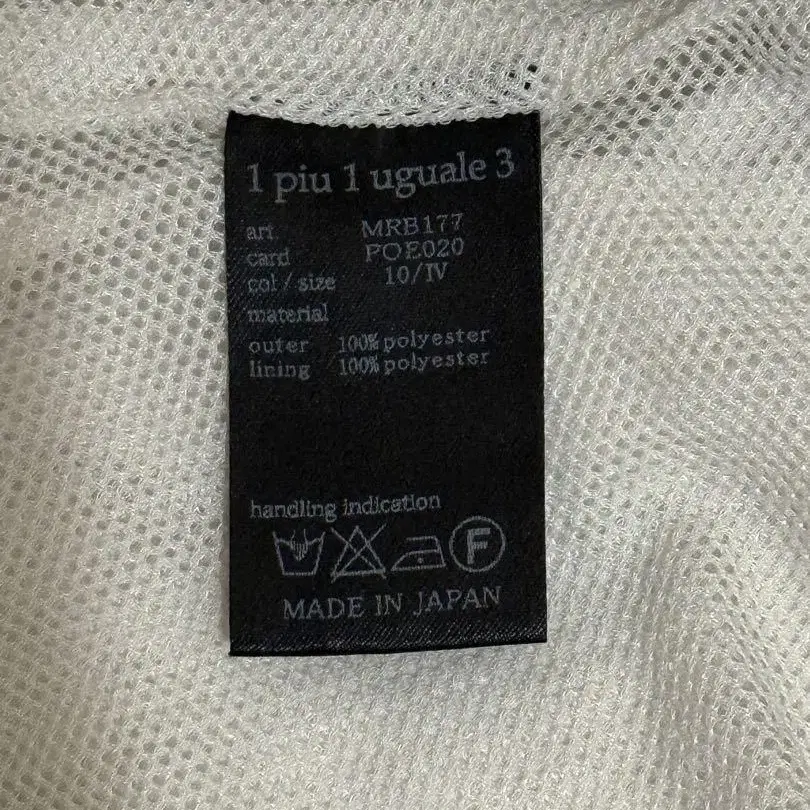 1 piu 1 uguale 3
art MRB177
card POE020
col / size 10/IV
material
outer 100% polyester
lining 100% polyester
handling indication
F
MADE IN JAPAN